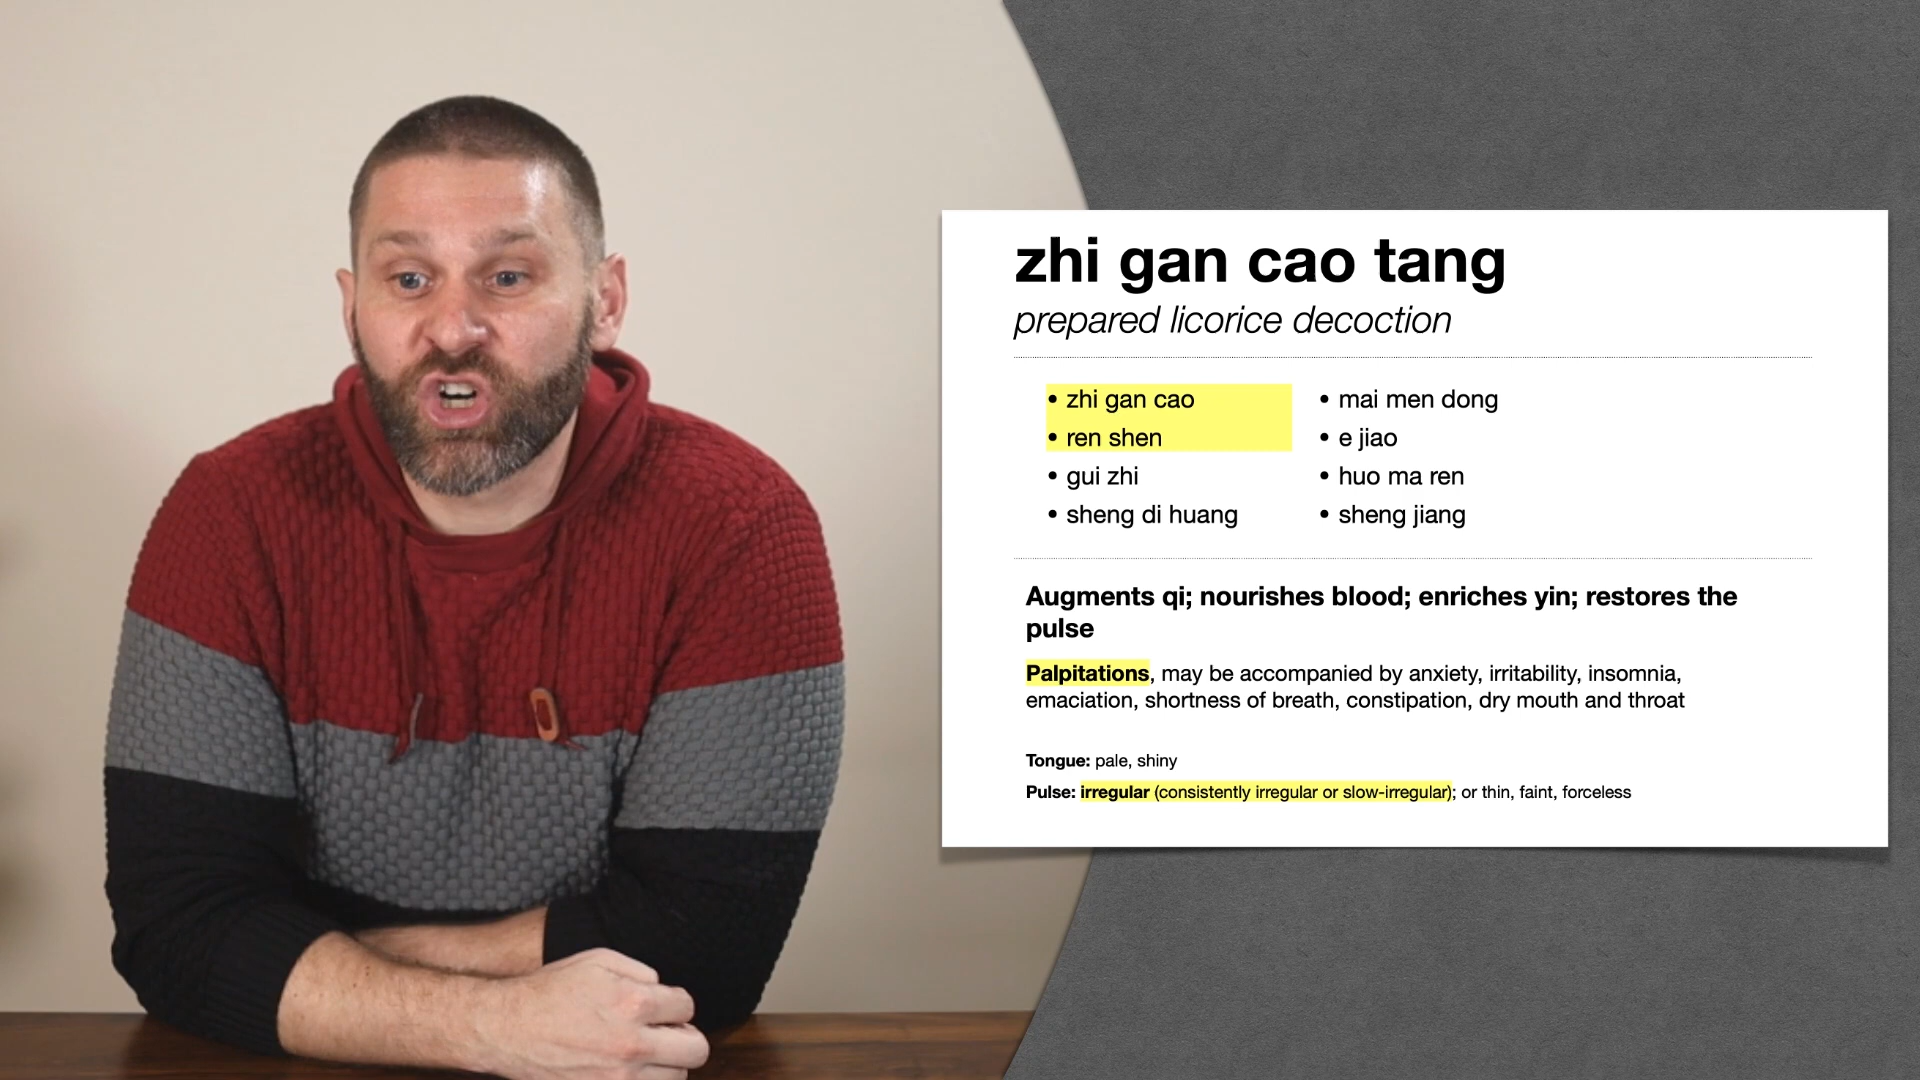 zhi gan cao tang
prepared licorice decoction
• zhi gan cao
• ren shen
• gui zhi
• sheng di huang
• mai men dong
• e jiao
• huo ma ren
• sheng jiang
Augments qi; nourishes blood; enriches yin; restores the
pulse
Palpitations, may be accompanied by anxiety, irritability, insomnia,
emaciation, shortness of breath, constipation, dry mouth and throat
Tongue: pale, shiny
Pulse: irregular (consistently irregular or slow-irregular); or thin, faint, forceless